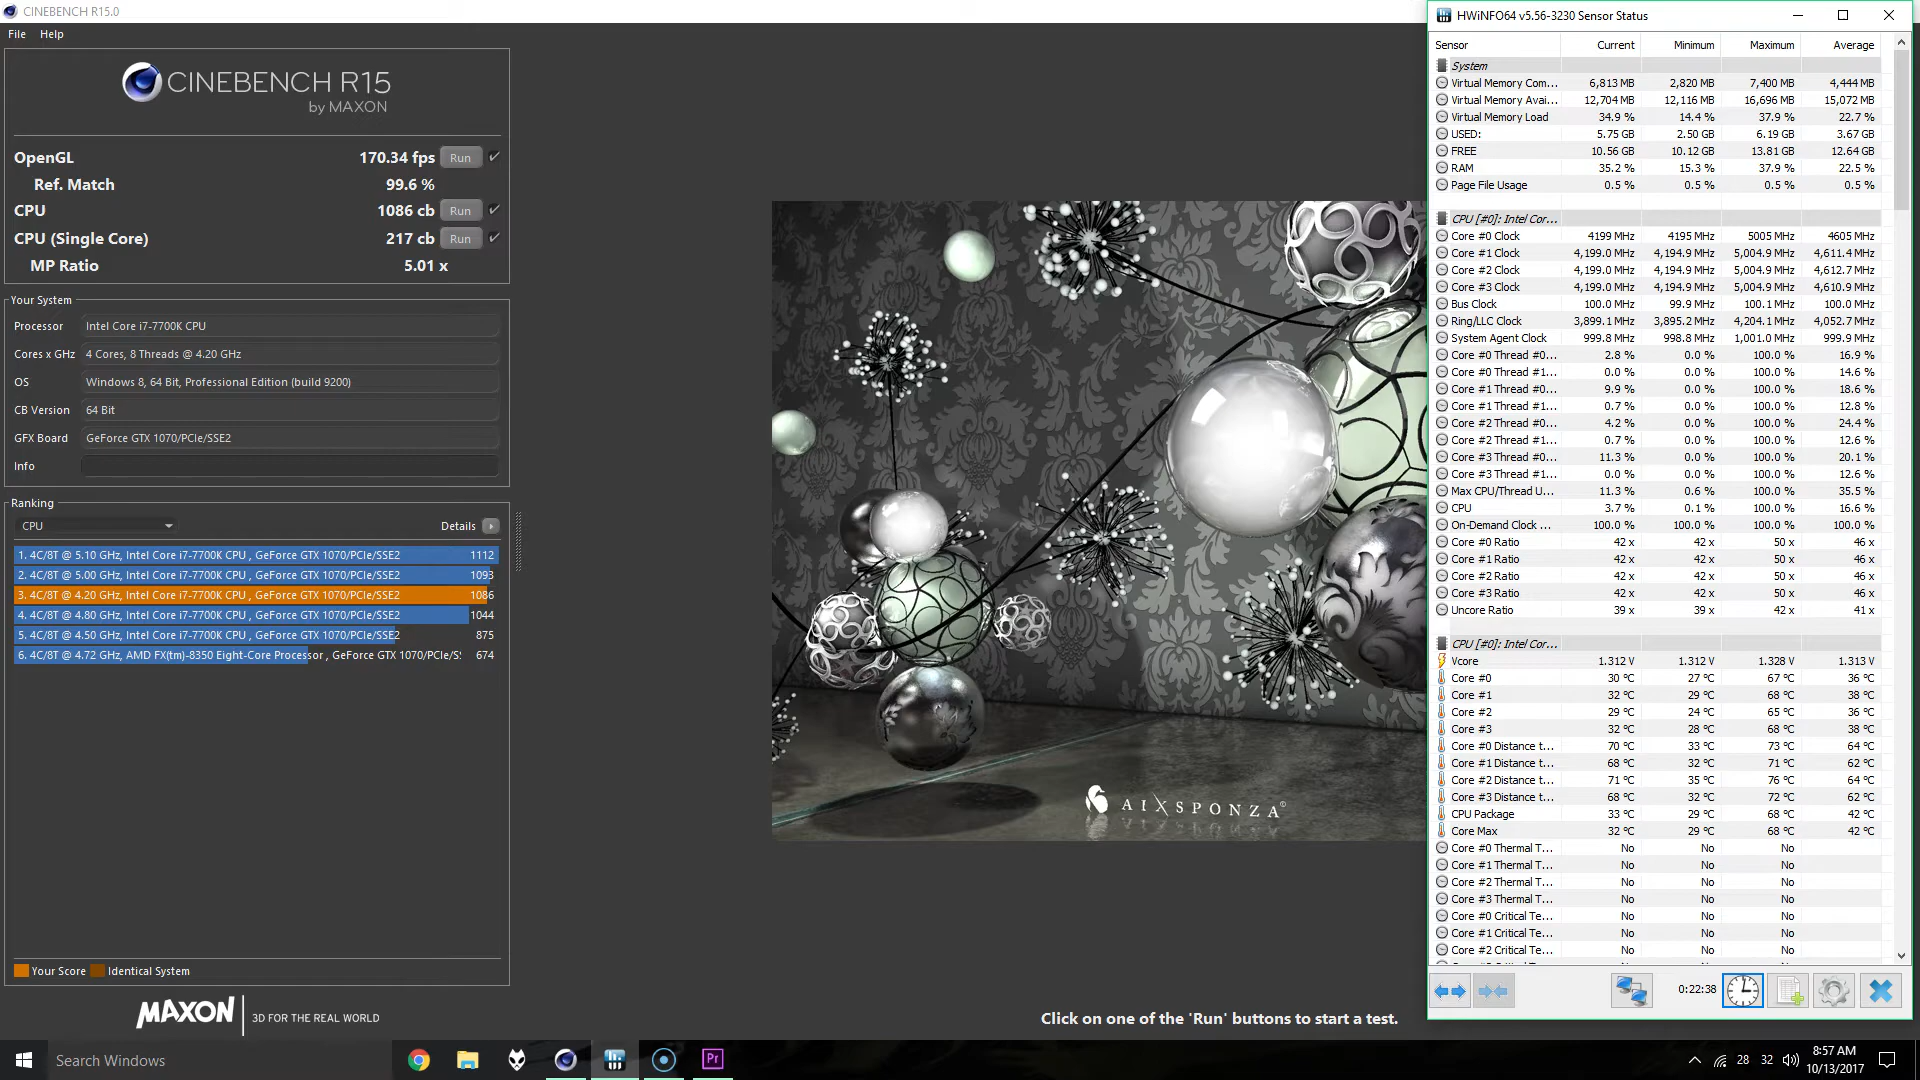 CINEBENCH R15.0
File Help
CINEBENCH R15
by MAXON
OpenGL 170.34 fps Run
Ref. Match 99.6 %
CPU 1086 cb Run
CPU (Single Core) 217 cb Run
MP Ratio 5.01 x
Your System
Processor Intel Core i7-7700K CPU
Cores x GHz 4 Cores, 8 Threads @ 4.20 GHz
OS Windows 8, 64 Bit, Professional Edition (build 9200)
CB Version 64 Bit
GFX Board GeForce GTX 1070/PCIe/SSE2
Info
Ranking
CPU Details
1. 4C/8T @ 5.10 GHz, Intel Core i7-7700K CPU , GeForce GTX 1070/PCIe/SSE2 1112
2. 4C/8T @ 5.00 GHz, Intel Core i7-7700K CPU , GeForce GTX 1070/PCIe/SSE2 1093
3. 4C/8T @ 4.20 GHz, Intel Core i7-7700K CPU , GeForce GTX 1070/PCIe/SSE2 1086
4. 4C/8T @ 4.80 GHz, Intel Core i7-7700K CPU , GeForce GTX 1070/PCIe/SSE2 1044
5. 4C/8T @ 4.50 GHz, Intel Core i7-7700K CPU , GeForce GTX 1070/PCIe/SSE2 875
6. 4C/8T @ 4.72 GHz, AMD FX(tm)-8350 Eight-Core Processor , GeForce GTX 1070/PCIe/S 674
Your Score Identical System
MAXON 3D FOR THE REAL WORLD
AIXSPONZA®
Click on one of the 'Run' buttons to start a test.
HWiNFO64 v5.56-3230 Sensor Status
Sensor Current Minimum Maximum Average
System
Virtual Memory Com... 6,813 MB 2,820 MB 7,400 MB 4,444 MB
Virtual Memory Avai... 12,704 MB 12,116 MB 16,696 MB 15,072 MB
Virtual Memory Load 34.9 % 14.4 % 37.9 % 22.7 %
USED: 5.75 GB 2.50 GB 6.19 GB 3.67 GB
FREE 10.56 GB 10.12 GB 13.81 GB 12.64 GB
RAM 35.2 % 15.3 % 37.9 % 22.5 %
Page File Usage 0.5 % 0.5 % 0.5 % 0.5 %
CPU [#0]: Intel Cor...
Core #0 Clock 4199 MHz 4195 MHz 5005 MHz 4605 MHz
Core #1 Clock 4,199.0 MHz 4,194.9 MHz 5,004.9 MHz 4,611.4 MHz
Core #2 Clock 4,199.0 MHz 4,194.9 MHz 5,004.9 MHz 4,612.7 MHz
Core #3 Clock 4,199.0 MHz 4,194.9 MHz 5,004.9 MHz 4,610.9 MHz
Bus Clock 100.0 MHz 99.9 MHz 100.1 MHz 100.0 MHz
Ring/LLC Clock 3,899.1 MHz 3,895.2 MHz 4,204.1 MHz 4,052.7 MHz
System Agent Clock 999.8 MHz 998.8 MHz 1,001.0 MHz 999.9 MHz
Core #0 Thread #0... 2.8 % 0.0 % 100.0 % 16.9 %
Core #0 Thread #1... 0.0 % 0.0 % 100.0 % 14.6 %
Core #1 Thread #0... 9.9 % 0.0 % 100.0 % 18.6 %
Core #1 Thread #1... 0.7 % 0.0 % 100.0 % 12.8 %
Core #2 Thread #0... 4.2 % 0.0 % 100.0 % 24.4 %
Core #2 Thread #1... 0.7 % 0.0 % 100.0 % 12.6 %
Core #3 Thread #0... 11.3 % 0.0 % 100.0 % 20.1 %
Core #3 Thread #1... 0.0 % 0.0 % 100.0 % 12.6 %
Max CPU/Thread U... 11.3 % 0.6 % 100.0 % 35.5 %
CPU 3.7 % 0.1 % 100.0 % 16.6 %
On-Demand Clock ... 100.0 % 100.0 % 100.0 % 100.0 %
Core #0 Ratio 42 x 42 x 50 x 46 x
Core #1 Ratio 42 x 42 x 50 x 46 x
Core #2 Ratio 42 x 42 x 50 x 46 x
Core #3 Ratio 42 x 42 x 50 x 46 x
Uncore Ratio 39 x 39 x 42 x 41 x
CPU [#0]: Intel Cor...
Vcore 1.312 V 1.312 V 1.328 V 1.313 V
Core #0 30 °C 27 °C 67 °C 36 °C
Core #1 32 °C 29 °C 68 °C 38 °C
Core #2 29 °C 24 °C 65 °C 36 °C
Core #3 32 °C 28 °C 68 °C 38 °C
Core #0 Distance t... 70 °C 33 °C 73 °C 64 °C
Core #1 Distance t... 68 °C 32 °C 71 °C 62 °C
Core #2 Distance t... 71 °C 35 °C 76 °C 64 °C
Core #3 Distance t... 68 °C 32 °C 72 °C 62 °C
CPU Package 33 °C 29 °C 68 °C 42 °C
Core Max 32 °C 29 °C 68 °C 42 °C
Core #0 Thermal T... No No No
Core #1 Thermal T... No No No
Core #2 Thermal T... No No No
Core #3 Thermal T... No No No
Core #0 Critical Te... No No No
Core #1 Critical Te... No No No
Core #2 Critical Te... No No No
0:22:38
Search Windows
Pr
28 32 8:57 AM
10/13/2017